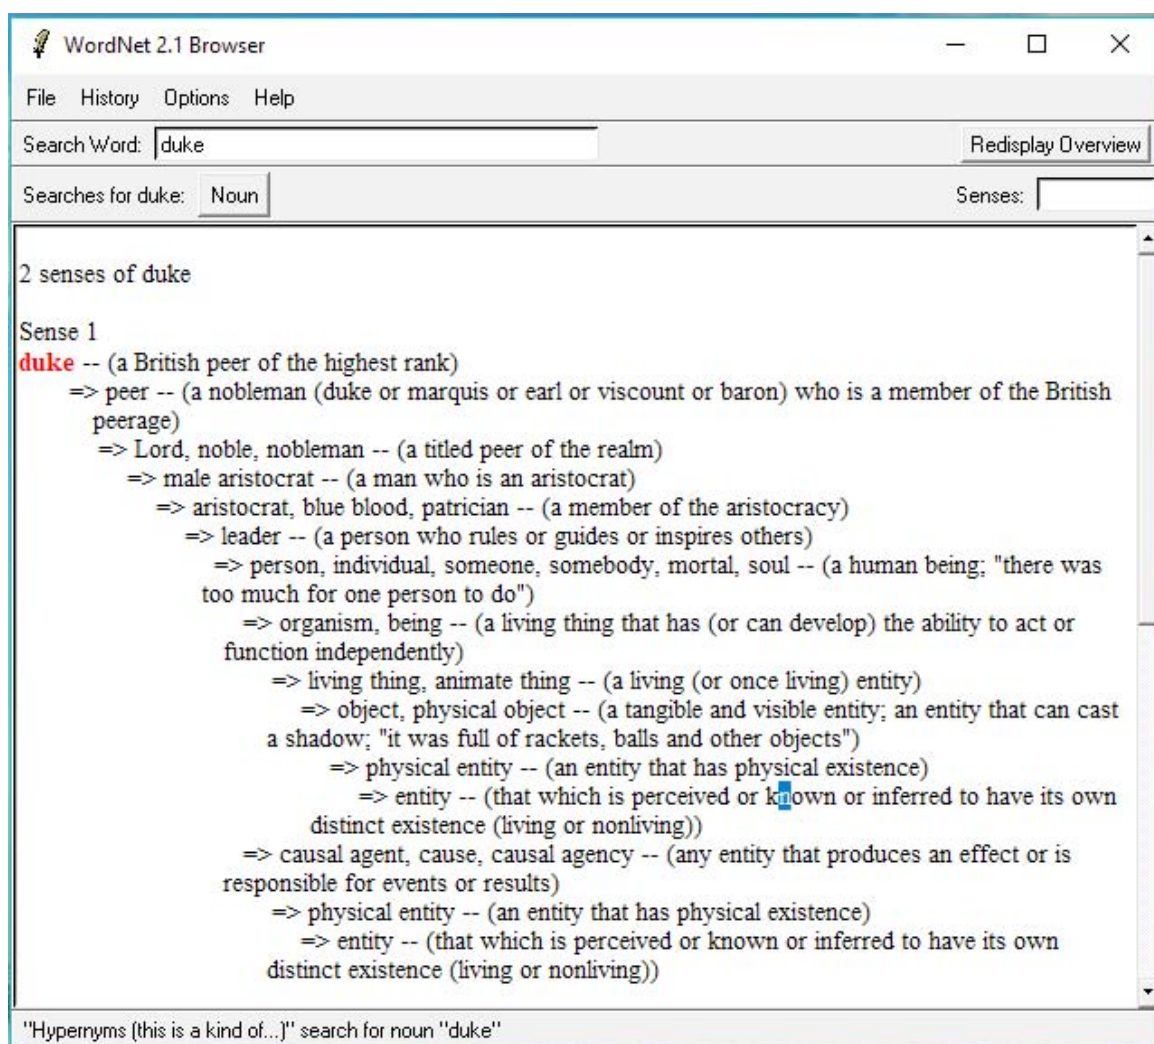 WordNet 2.1 Browser
File History Options Help
Search Word: duke Redisplay Overview
Searches for duke: Noun Senses:
2 senses of duke
Sense 1
duke -- (a British peer of the highest rank)
=> peer -- (a nobleman (duke or marquis or earl or viscount or baron) who is a member of the British
peerage)
=> Lord, noble, nobleman -- (a titled peer of the realm)
=> male aristocrat -- (a man who is an aristocrat)
=> aristocrat, blue blood, patrician -- (a member of the aristocracy)
=> leader -- (a person who rules or guides or inspires others)
=> person, individual, someone, somebody, mortal, soul -- (a human being; "there was
too much for one person to do")
=> organism, being -- (a living thing that has (or can develop) the ability to act or
function independently)
=> living thing, animate thing -- (a living (or once living) entity)
=> object, physical object -- (a tangible and visible entity; an entity that can cast
a shadow; "it was full of rackets, balls and other objects")
=> physical entity -- (an entity that has physical existence)
=> entity -- (that which is perceived or known or inferred to have its own
distinct existence (living or nonliving))
=> causal agent, cause, causal agency -- (any entity that produces an effect or is
responsible for events or results)
=> physical entity -- (an entity that has physical existence)
=> entity -- (that which is perceived or known or inferred to have its own
distinct existence (living or nonliving))
"Hypernyms (this is a kind of...)" search for noun "duke"